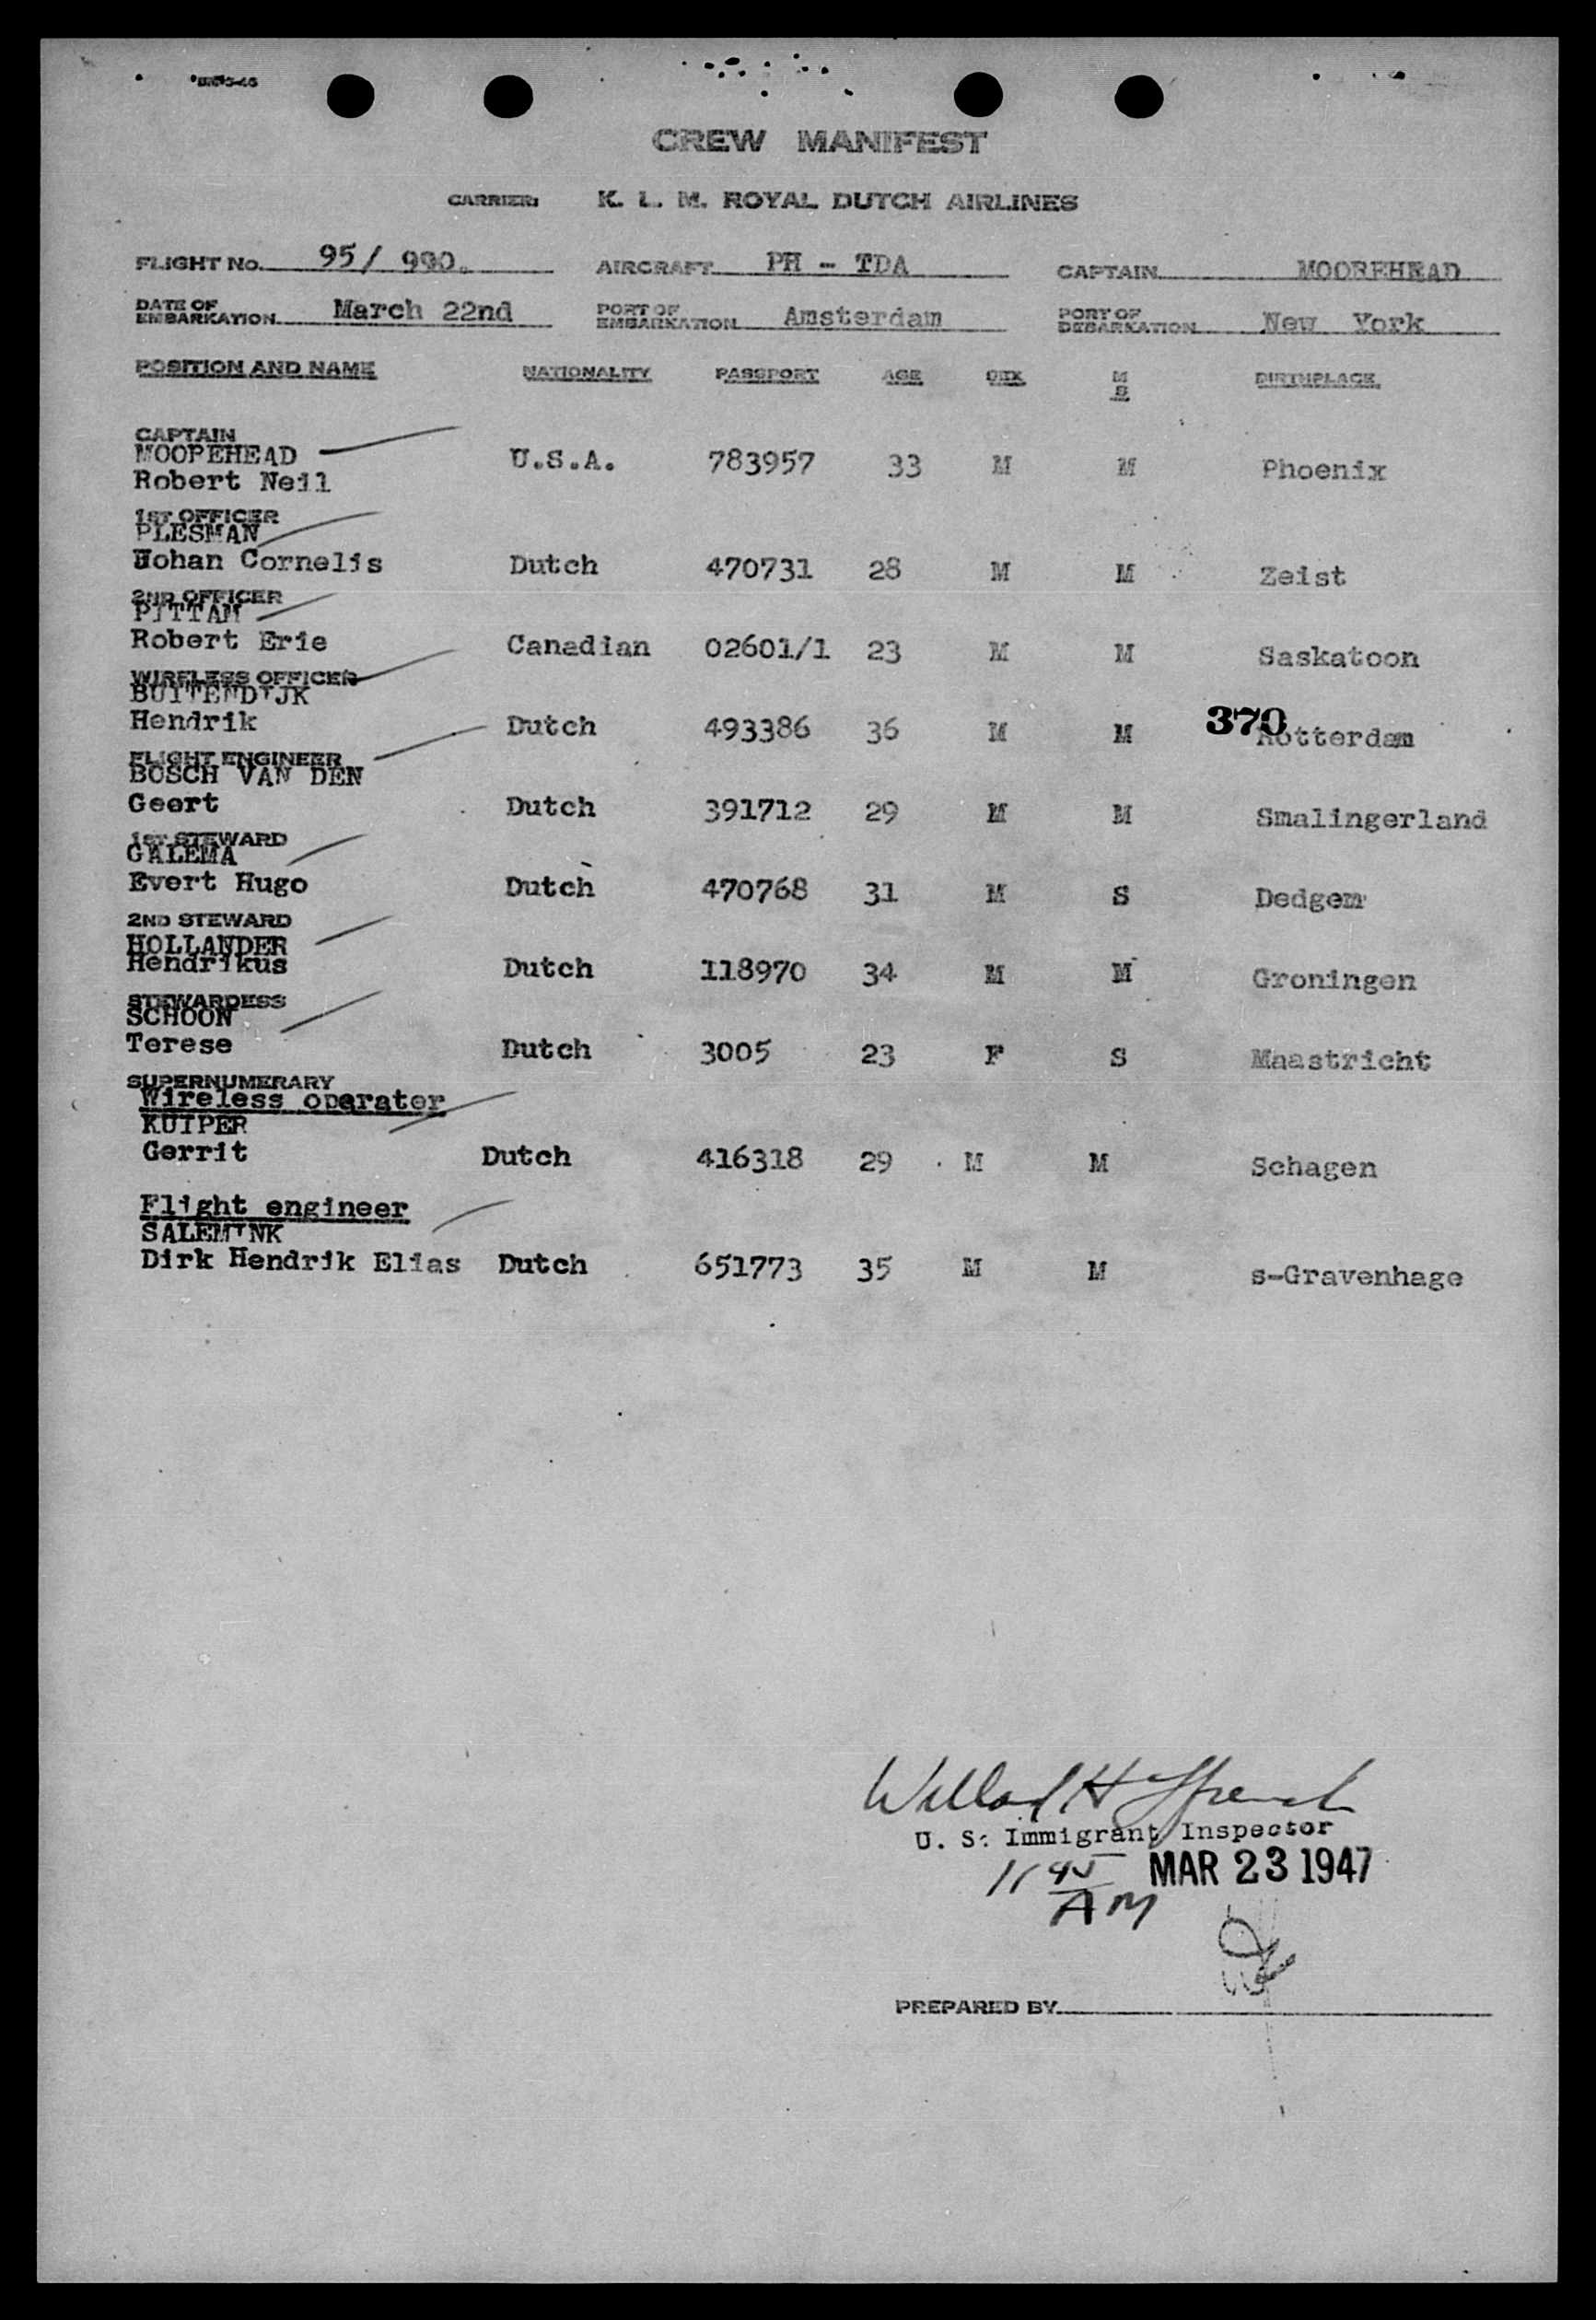 CREW MANIFEST
CARRIER: K. L. M. ROYAL DUTCH AIRLINES
FLIGHT No. 95/ 990. AIRCRAFT PH - TDA CAPTAIN MOOREHEAD
DATE OF EMBARKATION March 22nd PORT OF EMBARKATION Amsterdam PORT OF DEBARKATION New York
POSITION AND NAME NATIONALITY PASSPORT AGE SEX M S BIRTHPLACE
CAPTAIN
MOOREHEAD
Robert Neil U.S.A. 783957 33 M M Phoenix
1ST OFFICER
PLESMAN
Johan Cornelis Dutch 470731 28 M M Zeist
2ND OFFICER
PITTAM
Robert Erie Canadian 02601/1 23 M M Saskatoon
WIRELESS OFFICER
BUITENDIJK
Hendrik Dutch 493386 36 M M 370 Rotterdam
FLIGHT ENGINEER
BOSCH VAN DEN
Geert Dutch 391712 29 M M Smalingerland
1ST STEWARD
GALEMA
Evert Hugo Dutch 470768 31 M S Dedgem
2ND STEWARD
HOLLANDER
Hendrikus Dutch 118970 34 M M Groningen
STEWARDESS
SCHOON
Terese Dutch 3005 23 F S Maastricht
SUPERNUMERARY
Wireless operator
KUIPER
Gerrit Dutch 416318 29 M M Schagen
Flight engineer
SALEMINK
Dirk Hendrik Elias Dutch 651773 35 M M s-Gravenhage
Willard H
U. S. Immigrant Inspector
11 45 MAR 23 1947
AM
PREPARED BY